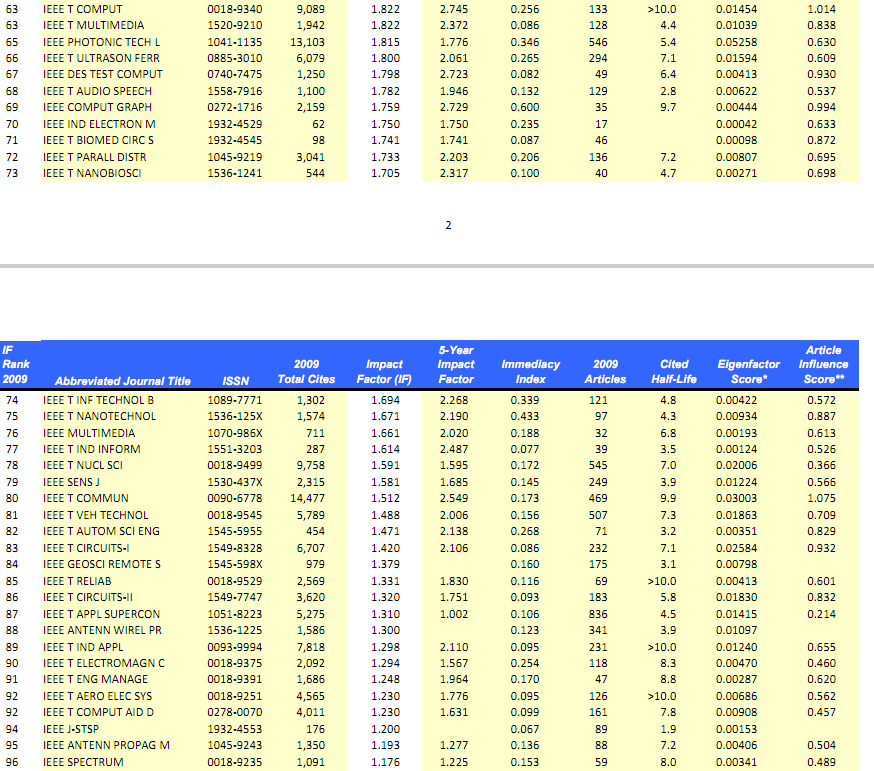 63 IEEE T COMPUT 0018-9340 9,089 1.822 2.745 0.256 133 >10.0 0.01454 1.014
63 IEEE T MULTIMEDIA 1520-9210 1,942 1.822 2.372 0.086 128 4.4 0.01039 0.838
65 IEEE PHOTONIC TECH L 1041-1135 13,103 1.815 1.776 0.346 546 5.4 0.05258 0.630
66 IEEE T ULTRASON FERR 0885-3010 6,079 1.800 2.061 0.265 294 7.1 0.01594 0.609
67 IEEE DES TEST COMPUT 0740-7475 1,250 1.798 2.723 0.082 49 6.4 0.00413 0.930
68 IEEE T AUDIO SPEECH 1558-7916 1,100 1.782 1.946 0.132 129 2.8 0.00622 0.537
69 IEEE COMPUT GRAPH 0272-1716 2,159 1.759 2.729 0.600 35 9.7 0.00444 0.994
70 IEEE IND ELECTRON M 1932-4529 62 1.750 1.750 0.235 17 0.00042 0.633
71 IEEE T BIOMED CIRC S 1932-4545 98 1.741 1.741 0.087 46 0.00098 0.872
72 IEEE T PARALL DISTR 1045-9219 3,041 1.733 2.203 0.206 136 7.2 0.00807 0.695
73 IEEE T NANOBIOSCI 1536-1241 544 1.705 2.317 0.100 40 4.7 0.00271 0.698
2
IF 5-Year Article
Rank 2009 Impact Impact Immediacy 2009 Cited Eigenfactor Influence
2009 Abbreviated Journal Title ISSN Total Cites Factor (IF) Factor Index Articles Half-Life Score* Score**
74 IEEE T INF TECHNOL B 1089-7771 1,302 1.694 2.268 0.339 121 4.8 0.00422 0.572
75 IEEE T NANOTECHNOL 1536-125X 1,574 1.671 2.190 0.433 97 4.3 0.00934 0.887
76 IEEE MULTIMEDIA 1070-986X 711 1.661 2.020 0.188 32 6.8 0.00193 0.613
77 IEEE T IND INFORM 1551-3203 287 1.614 2.487 0.077 39 3.5 0.00124 0.526
78 IEEE T NUCL SCI 0018-9499 9,758 1.591 1.595 0.172 545 7.0 0.02006 0.366
79 IEEE SENS J 1530-437X 2,315 1.581 1.685 0.145 249 3.9 0.01224 0.566
80 IEEE T COMMUN 0090-6778 14,477 1.512 2.549 0.173 469 9.9 0.03003 1.075
81 IEEE T VEH TECHNOL 0018-9545 5,789 1.488 2.006 0.156 507 7.3 0.01863 0.709
82 IEEE T AUTOM SCI ENG 1545-5955 454 1.471 2.138 0.268 71 3.2 0.00351 0.829
83 IEEE T CIRCUITS-I 1549-8328 6,707 1.420 2.106 0.086 232 7.1 0.02584 0.932
84 IEEE GEOSCI REMOTE S 1545-598X 979 1.379 0.160 175 3.1 0.00798
85 IEEE T RELIAB 0018-9529 2,569 1.331 1.830 0.116 69 >10.0 0.00413 0.601
86 IEEE T CIRCUITS-II 1549-7747 3,620 1.320 1.751 0.093 183 5.8 0.01830 0.832
87 IEEE T APPL SUPERCON 1051-8223 5,275 1.310 1.002 0.106 836 4.5 0.01415 0.214
88 IEEE ANTENN WIREL PR 1536-1225 1,586 1.300 0.123 341 3.9 0.01097
89 IEEE T IND APPL 0093-9994 7,818 1.298 2.110 0.095 231 >10.0 0.01240 0.655
90 IEEE T ELECTROMAGN C 0018-9375 2,092 1.294 1.567 0.254 118 8.3 0.00470 0.460
91 IEEE T ENG MANAGE 0018-9391 1,686 1.248 1.964 0.170 47 8.8 0.00287 0.620
92 IEEE T AERO ELEC SYS 0018-9251 4,565 1.230 1.776 0.095 126 >10.0 0.00686 0.562
92 IEEE T COMPUT AID D 0278-0070 4,011 1.230 1.631 0.099 161 7.8 0.00908 0.457
94 IEEE J-STSP 1932-4553 176 1.200 0.067 89 1.9 0.00153
95 IEEE ANTENN PROPAG M 1045-9243 1,350 1.193 1.277 0.136 88 7.2 0.00406 0.504
96 IEEE SPECTRUM 0018-9235 1,091 1.176 1.225 0.153 59 8.0 0.00341 0.489